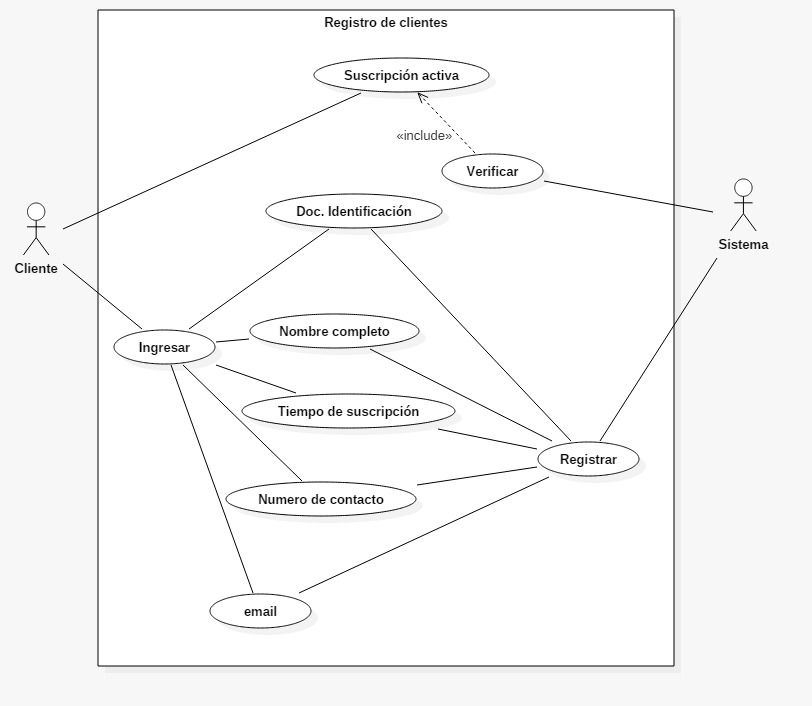 Registro de clientes
Suscripción activa
«include»
Verificar
Doc. Identificación
Sistema
Cliente
Nombre completo
Ingresar
Tiempo de suscripción
Registrar
Numero de contacto
email